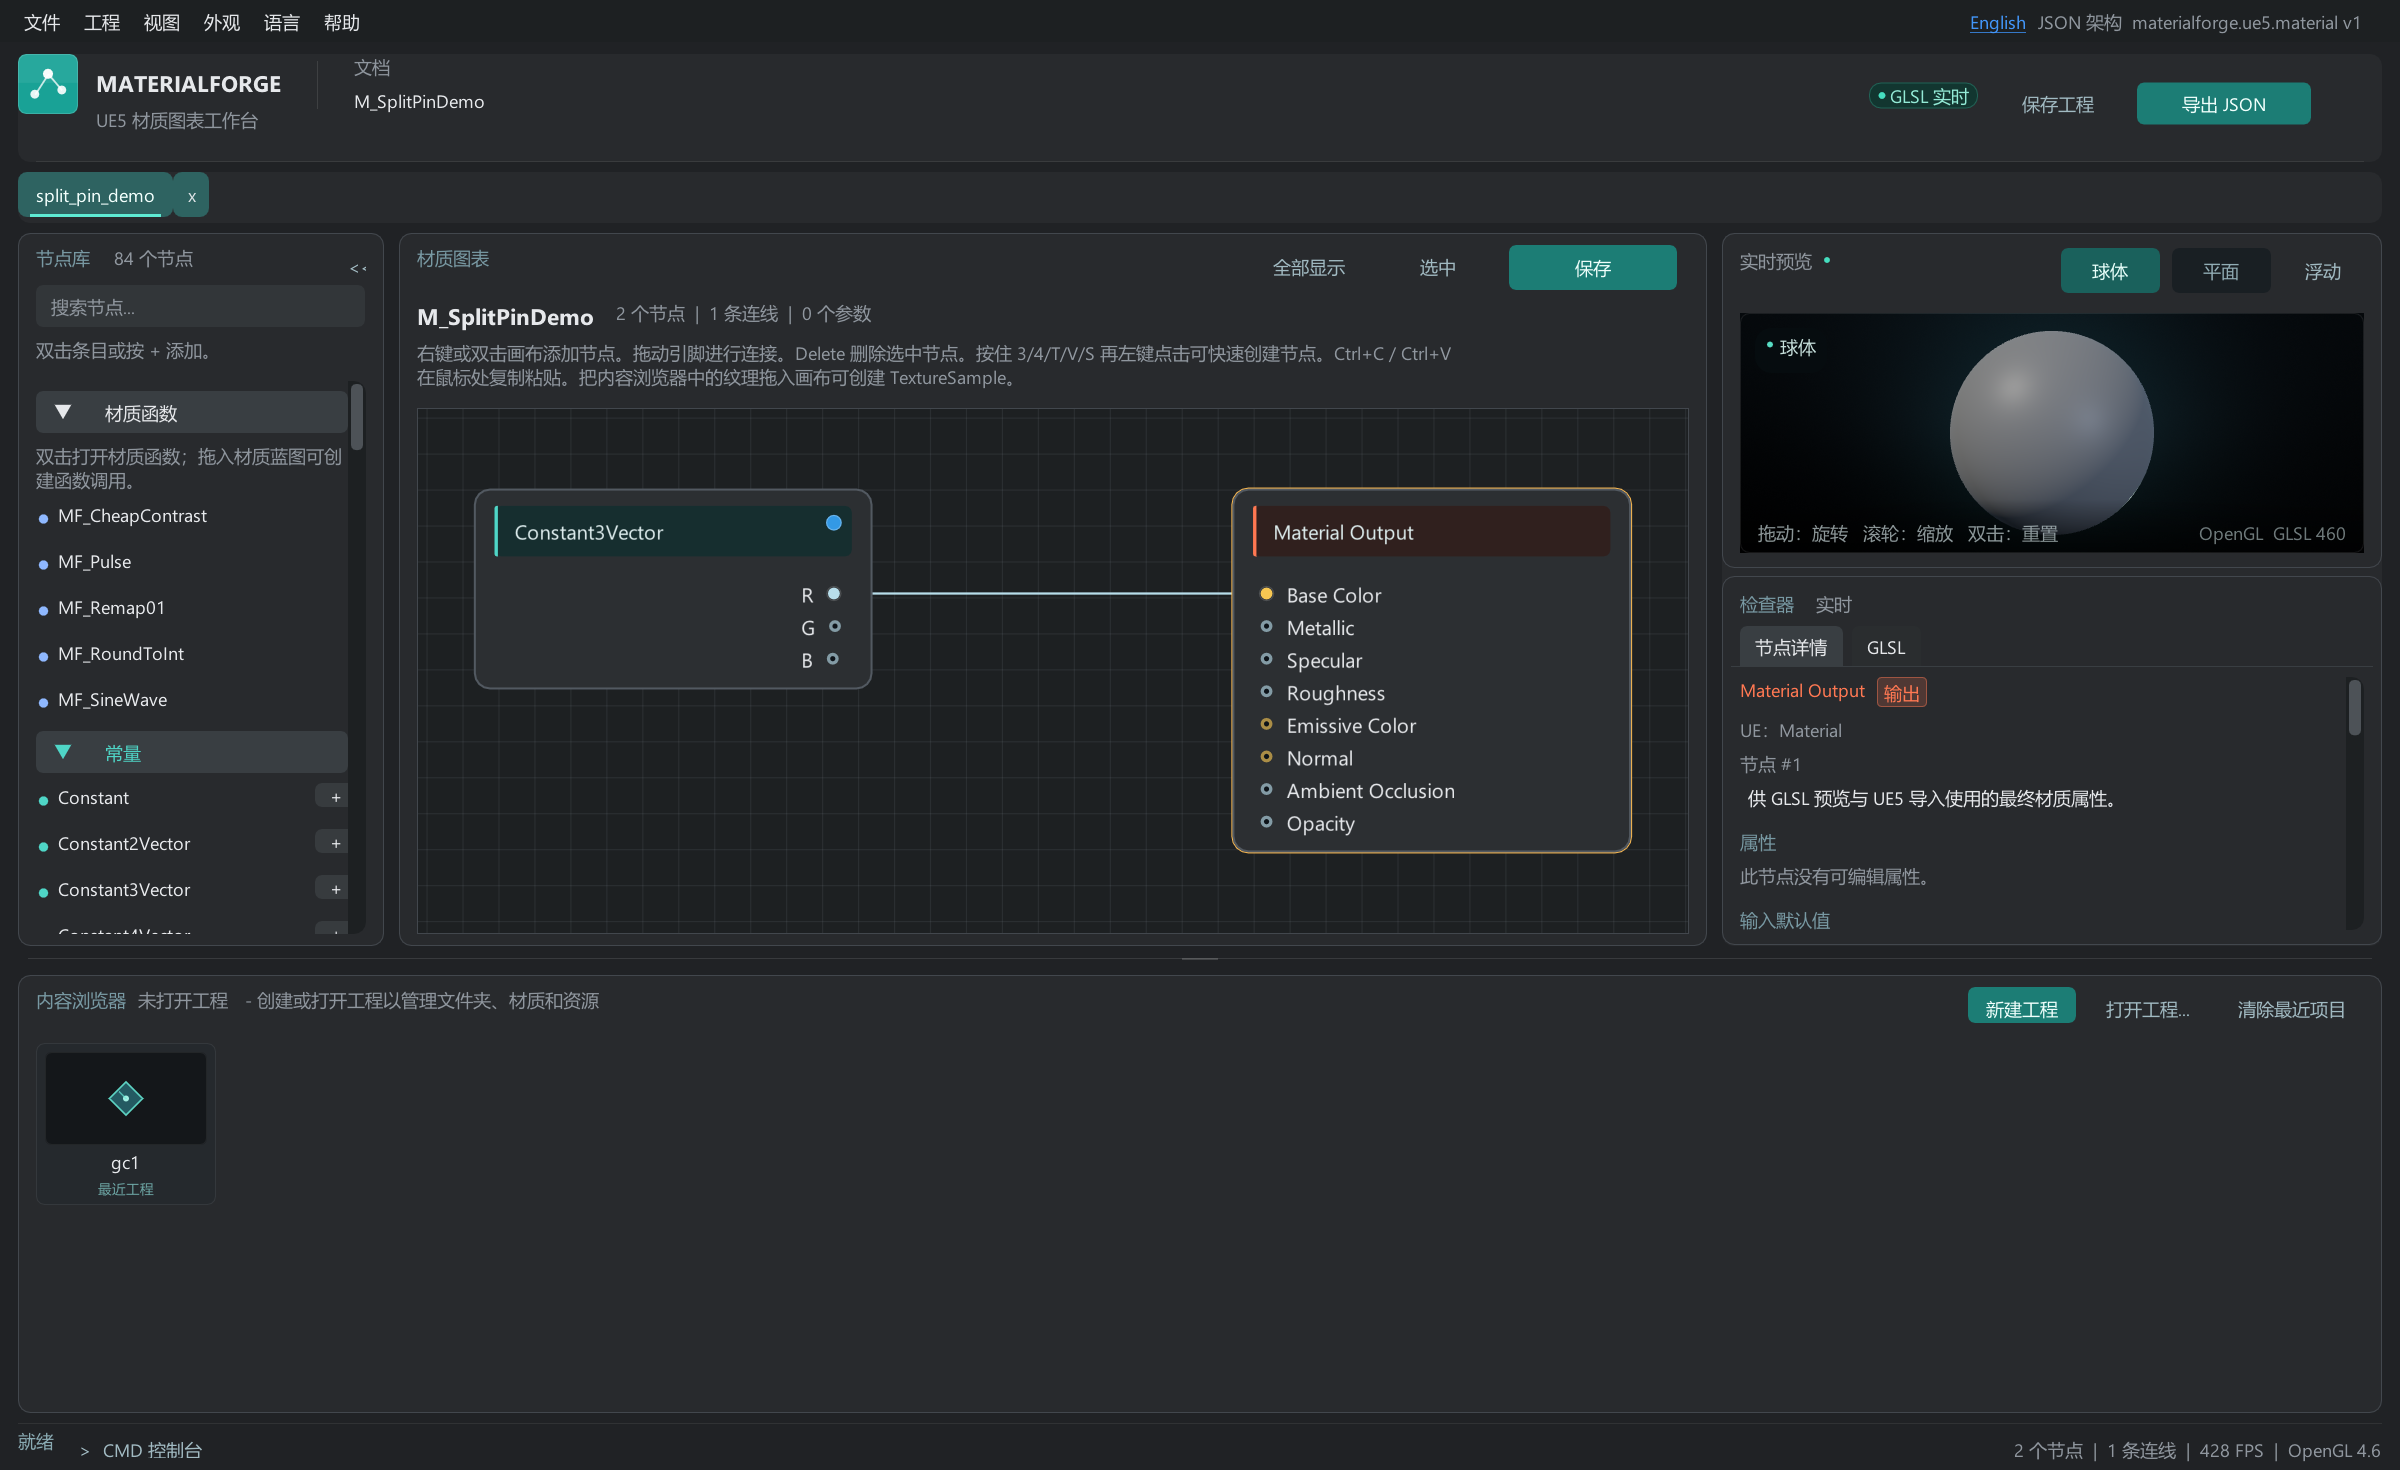 文件 工程 视图 外观 语言 帮助
English JSON 架构 materialforge.ue5.material v1
MATERIALFORGE
UE5 材质图表工作台
文档
M_SplitPinDemo
GLSL 实时
保存工程
导出 JSON
split_pin_demo x
节点库 84 个节点
<
搜索节点...
双击条目或按 + 添加。
▼ 材质函数
双击打开材质函数；拖入材质蓝图可创
建函数调用。
MF_CheapContrast
MF_Pulse
MF_Remap01
MF_RoundToInt
MF_SineWave
▼ 常量
Constant +
Constant2Vector +
Constant3Vector +
Constant4Vector +
材质图表
全部显示 选中 保存
M_SplitPinDemo 2 个节点 | 1 条连线 | 0 个参数
右键或双击画布添加节点。拖动引脚进行连接。Delete 删除选中节点。按住 3/4/T/V/S 再左键点击可快速创建节点。Ctrl+C / Ctrl+V
在鼠标处复制粘贴。把内容浏览器中的纹理拖入画布可创建 TextureSample。
Constant3Vector
R
G
B
Material Output
Base Color
Metallic
Specular
Roughness
Emissive Color
Normal
Ambient Occlusion
Opacity
实时预览
球体 平面 浮动
球体
拖动：旋转 滚轮：缩放 双击：重置
OpenGL GLSL 460
检查器 实时
节点详情 GLSL
Material Output 输出
UE：Material
节点 #1
供 GLSL 预览与 UE5 导入使用的最终材质属性。
属性
此节点没有可编辑属性。
输入默认值
内容浏览器 未打开工程 - 创建或打开工程以管理文件夹、材质和资源
新建工程 打开工程... 清除最近项目
gc1
最近工程
就绪 > CMD 控制台
2 个节点 | 1 条连线 | 428 FPS | OpenGL 4.6